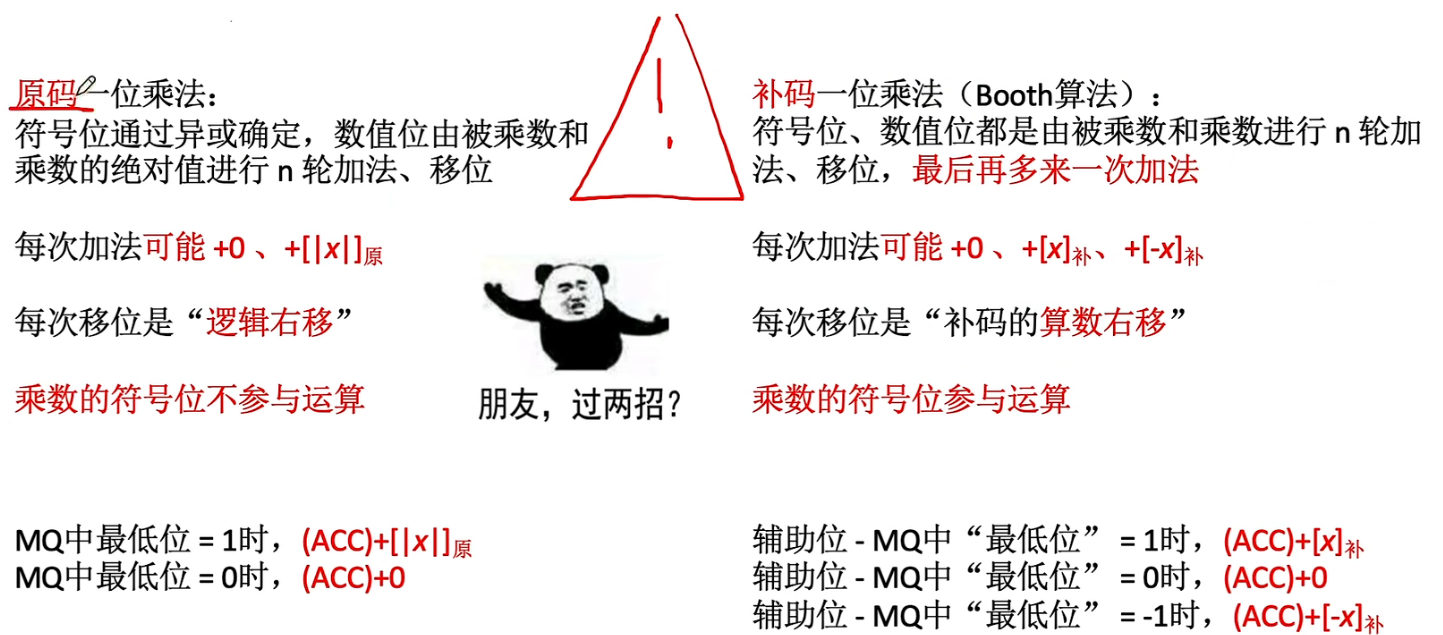 原码一位乘法：
符号位通过异或确定，数值位由被乘数和
乘数的绝对值进行 n 轮加法、移位
每次加法可能 +0 、+[|x|]原
每次移位是“逻辑右移”
乘数的符号位不参与运算
MQ中最低位 = 1时，(ACC)+[|x|]原
MQ中最低位 = 0时，(ACC)+0
朋友，过两招？
补码一位乘法（Booth算法）：
符号位、数值位都是由被乘数和乘数进行 n 轮加
法、移位，最后再多来一次加法
每次加法可能 +0 、+[x]补、+[-x]补
每次移位是“补码的算数右移”
乘数的符号位参与运算
辅助位 - MQ中“最低位” = 1时，(ACC)+[x]补
辅助位 - MQ中“最低位” = 0时，(ACC)+0
辅助位 - MQ中“最低位” = -1时，(ACC)+[-x]补